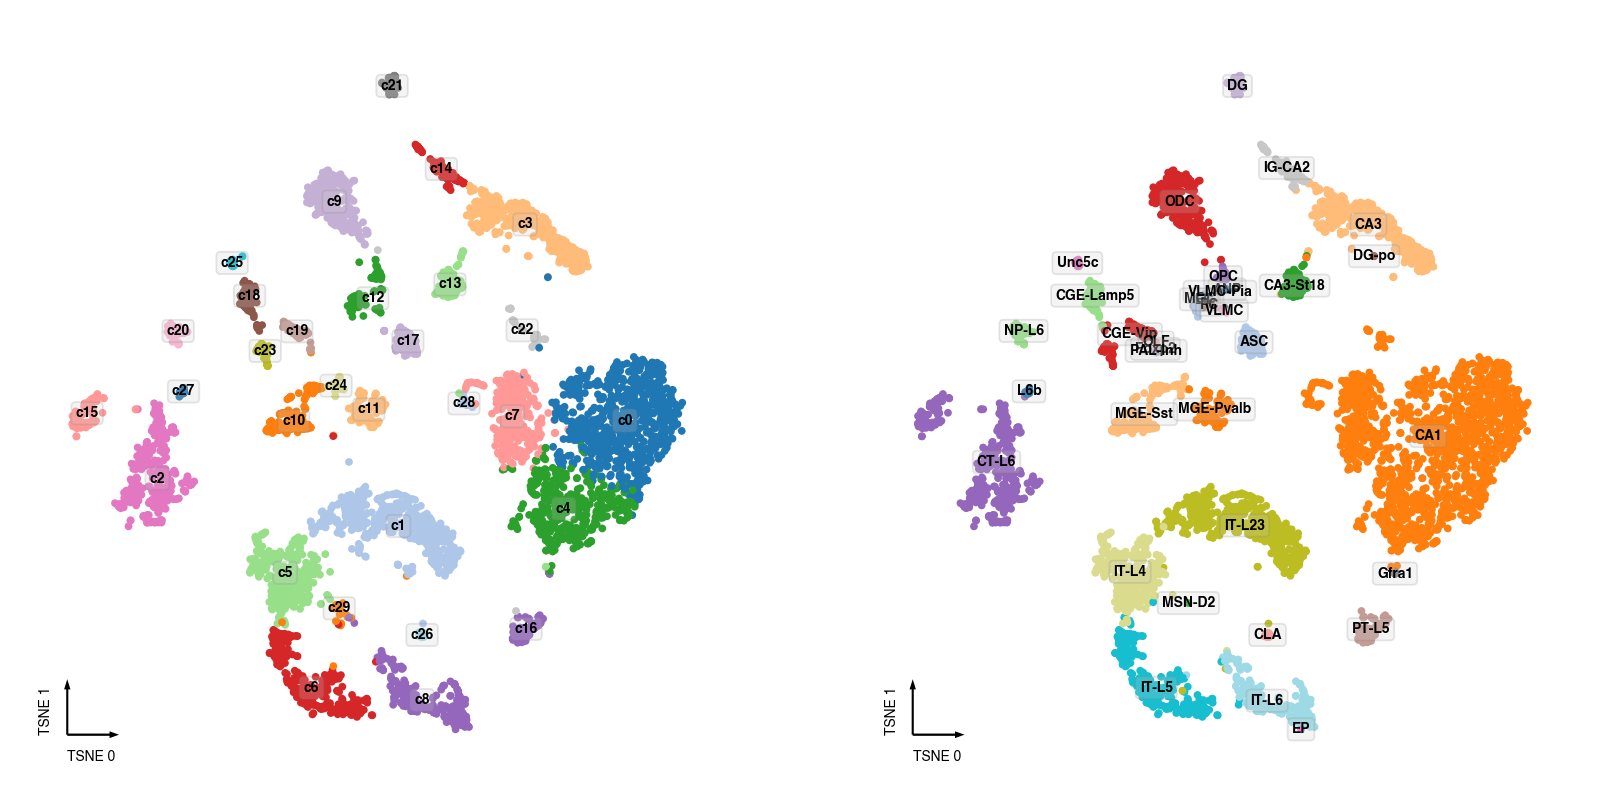 c21
c14
c9
c3
c25
c13
c18
c12
c20
c19
c22
c17
c23
c27
c24
c28
c15
c10
c11
c7
c0
c2
c4
c1
c5
c29
c26
c16
c6
c8
TSNE 1
TSNE 0
DG
IG-CA2
ODC
CA3
DG-po
Unc5c
OPC
CA3-St18
CGE-Lamp5
VLMC-Pia
VLMC
NP-L6
CGE-Vip
OLF
PAL-Inh
ASC
L6b
MGE-Sst
MGE-Pvalb
CA1
CT-L6
IT-L23
IT-L4
Gfra1
MSN-D2
CLA
PT-L5
IT-L5
IT-L6
EP
TSNE 1
TSNE 0